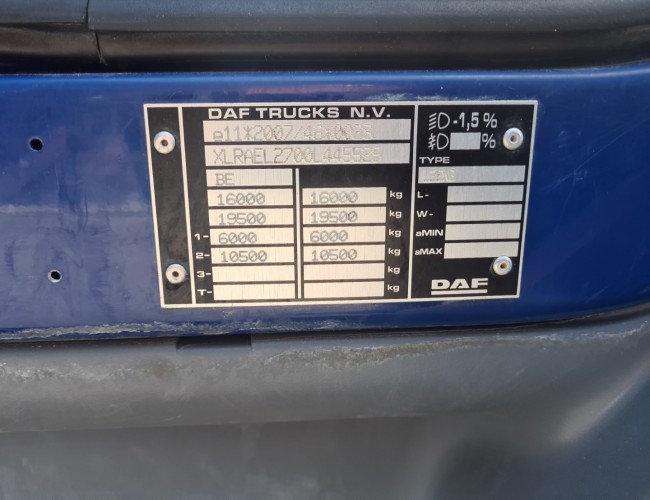 DAF TRUCKS N.V.
XLRAEL2700L445529
BE
16000 16000 kg
19500 19500 kg
1- 6000 6000 kg
2- 10500 10500 kg
3- kg
T- kg
-1,5 %
%
TYPE
L-
W-
aMIN
aMAX
DAF